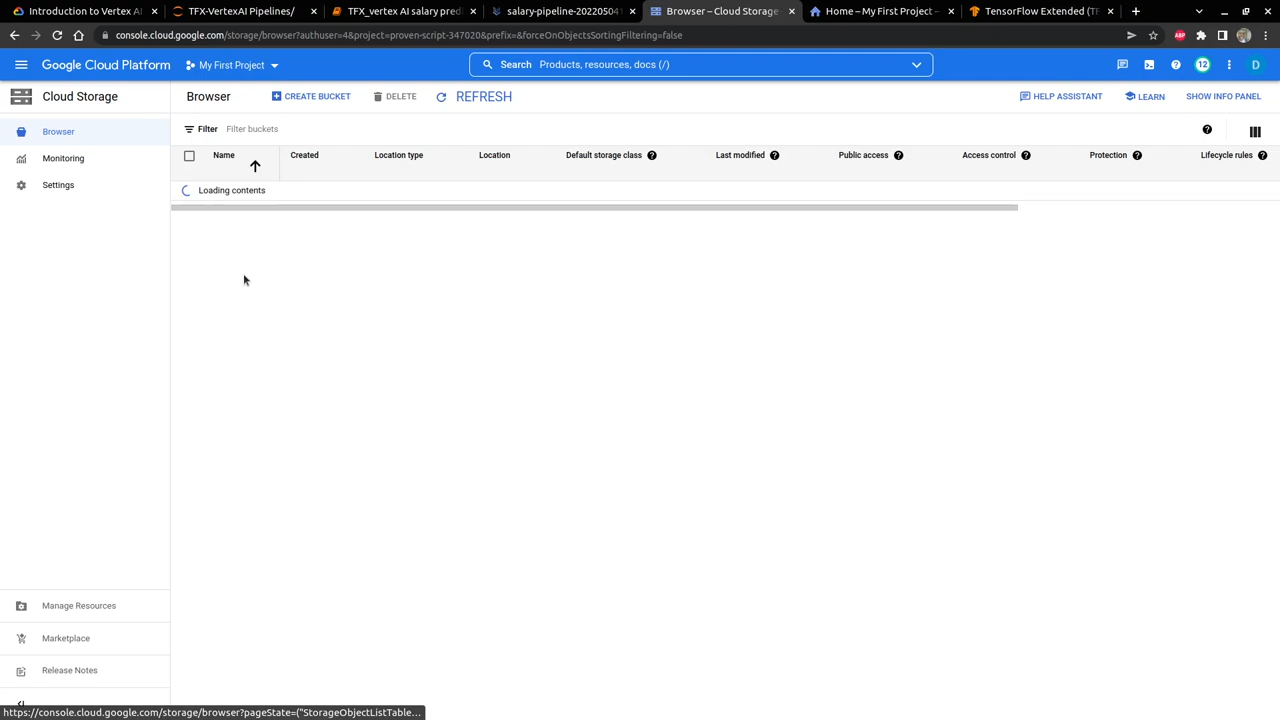 Introduction to Vertex AI
TFX-VertexAI Pipelines/
TFX_vertex AI salary pred
salary-pipeline-202205041
Browser – Cloud Storage
Home – My First Project –
TensorFlow Extended (TF
console.cloud.google.com/storage/browser?authuser=4&project=proven-script-347020&prefix=&forceOnObjectsSortingFiltering=false
ABP
Google Cloud Platform
My First Project
Search Products, resources, docs (/)
12
D
Cloud Storage
Browser
CREATE BUCKET
DELETE
REFRESH
HELP ASSISTANT
LEARN
SHOW INFO PANEL
Browser
Monitoring
Settings
Filter Filter buckets
Name
Created
Location type
Location
Default storage class
Last modified
Public access
Access control
Protection
Lifecycle rules
Loading contents
Manage Resources
Marketplace
Release Notes
https://console.cloud.google.com/storage/browser?pageState=("StorageObjectListTable...